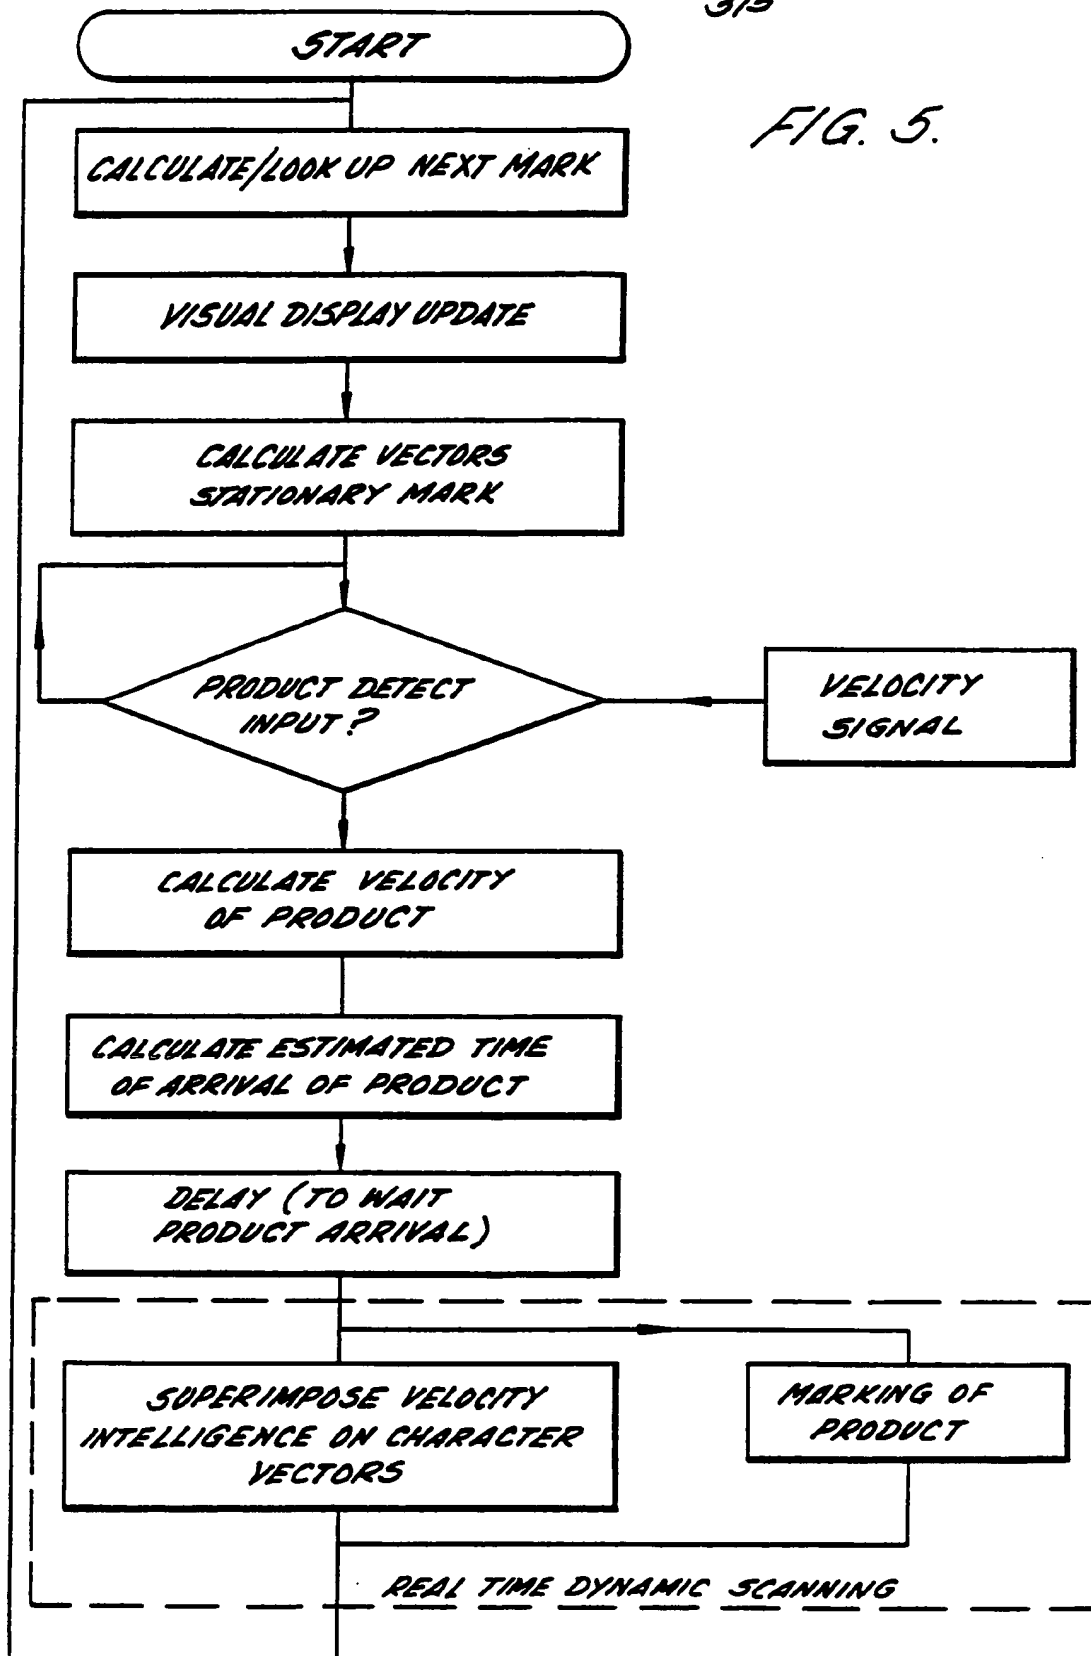 3/5
START
FIG. 5.
CALCULATE/LOOK UP NEXT MARK
VISUAL DISPLAY UPDATE
CALCULATE VECTORS
STATIONARY MARK
PRODUCT DETECT
INPUT?
VELOCITY
SIGNAL
CALCULATE VELOCITY
OF PRODUCT
CALCULATE ESTIMATED TIME
OF ARRIVAL OF PRODUCT
DELAY (TO WAIT
PRODUCT ARRIVAL)
SUPERIMPOSE VELOCITY
INTELLIGENCE ON CHARACTER
VECTORS
MARKING OF
PRODUCT
REAL TIME DYNAMIC SCANNING